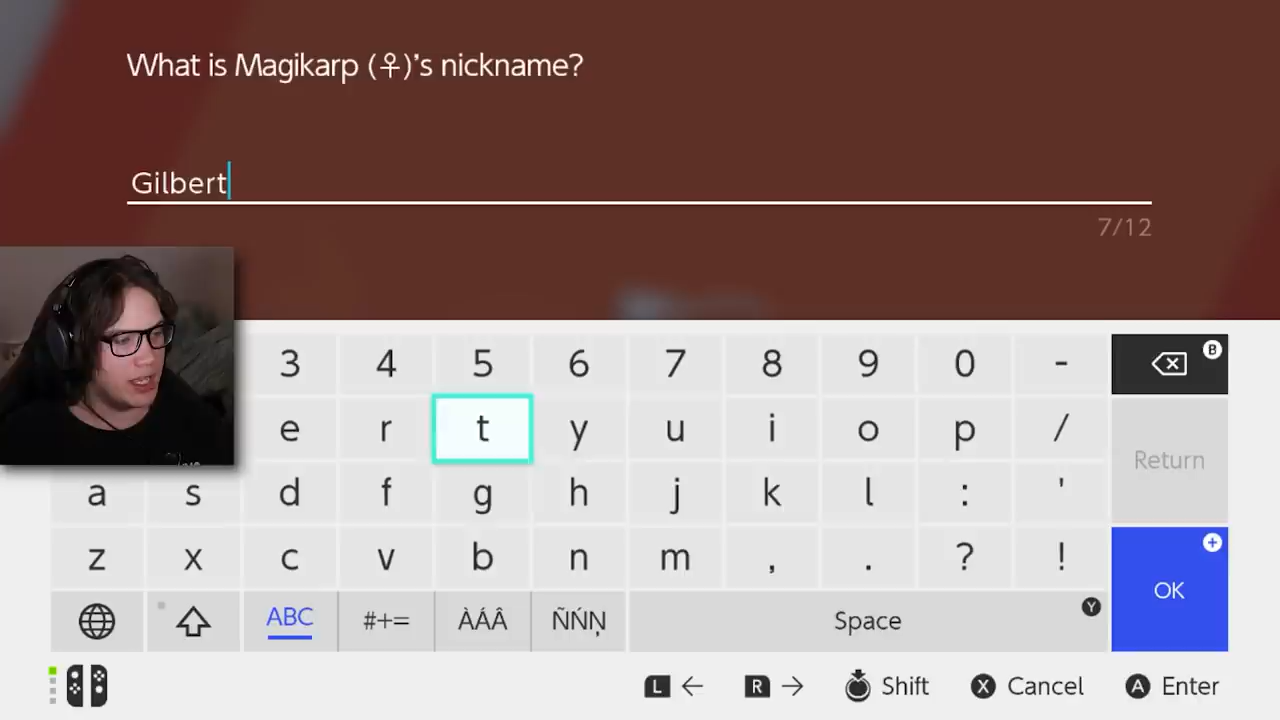 What is Magikarp (♀)'s nickname?
Gilbert
7/12
3 4 5 6 7 8 9 0 -
B
e r t y u i o p /
Return
a s d f g h j k l : '
z x c v b n m , . ? !
+
OK
ABC #+= ÀÁÂ ÑŃŅ Space Y
L ← R → Shift X Cancel A Enter